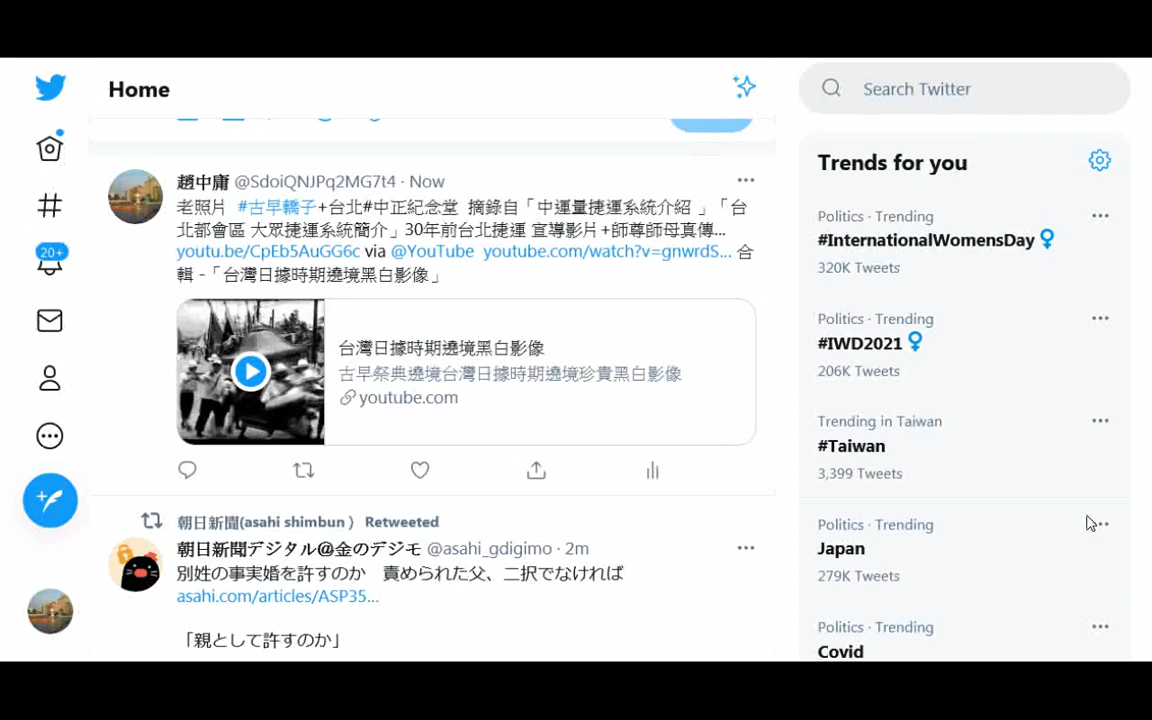 Home
Search Twitter
20+
趙中庸 @SdoiQNJPq2MG7t4 · Now
老照片 #古早轎子+台北#中正紀念堂 摘錄自「中運量捷運系統介紹 」「台
北都會區 大眾捷運系統簡介」30年前台北捷運 宣導影片+師尊師母真傳...
youtu.be/CpEb5AuGG6c via @YouTube youtube.com/watch?v=gnwrdS... 合
輯 -「台灣日據時期遶境黑白影像」
台灣日據時期遶境黑白影像
古早祭典遶境台灣日據時期遶境珍貴黑白影像
youtube.com
朝日新聞(asahi shimbun） Retweeted
朝日新聞デジタル@金のデジモ @asahi_gdigimo · 2m
別姓の事実婚を許すのか　責められた父、二択でなければ
asahi.com/articles/ASP35...
「親として許すのか」
Trends for you
Politics · Trending
#InternationalWomensDay
320K Tweets
Politics · Trending
#IWD2021
206K Tweets
Trending in Taiwan
#Taiwan
3,399 Tweets
Politics · Trending
Japan
279K Tweets
Politics · Trending
Covid